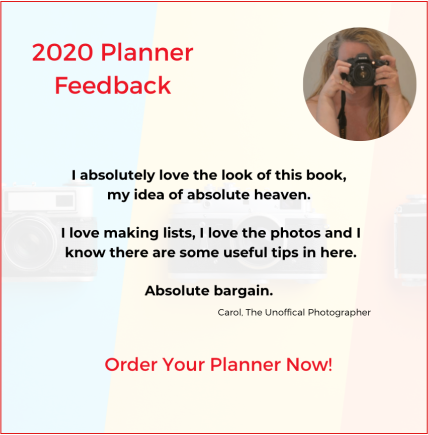 2020 Planner
Feedback
I absolutely love the look of this book,
my idea of absolute heaven.
I love making lists, I love the photos and I
know there are some useful tips in here.
Absolute bargain.
Carol, The Unoffical Photographer
Order Your Planner Now!